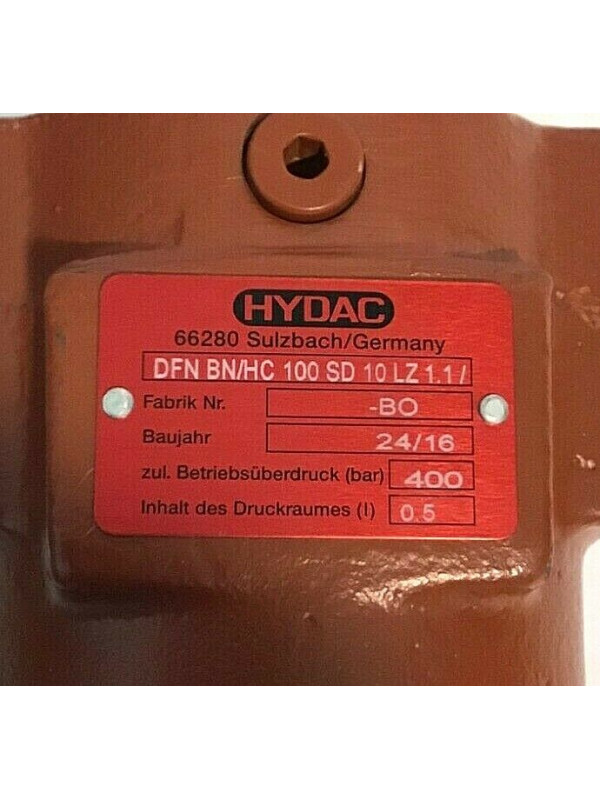 HYDAC
66280 Sulzbach/Germany
DFN BN/HC 100 SD 10 LZ 1.1 /
Fabrik Nr. -BO
Baujahr 24/16
zul. Betriebsüberdruck (bar) 400
Inhalt des Druckraumes (l) 0.5